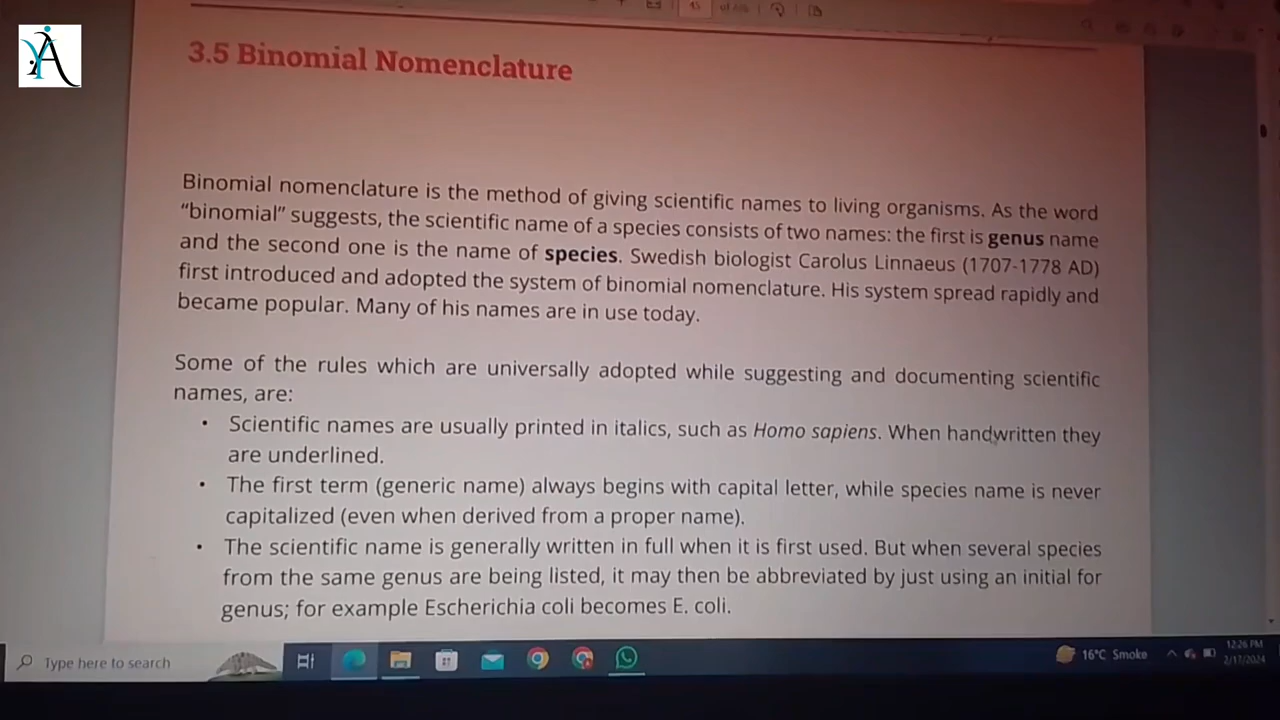 YA
3.5 Binomial Nomenclature
Binomial nomenclature is the method of giving scientific names to living organisms. As the word
“binomial” suggests, the scientific name of a species consists of two names: the first is genus name
and the second one is the name of species. Swedish biologist Carolus Linnaeus (1707-1778 AD)
first introduced and adopted the system of binomial nomenclature. His system spread rapidly and
became popular. Many of his names are in use today.
Some of the rules which are universally adopted while suggesting and documenting scientific
names, are:
• Scientific names are usually printed in italics, such as Homo sapiens. When handwritten they
are underlined.
• The first term (generic name) always begins with capital letter, while species name is never
capitalized (even when derived from a proper name).
• The scientific name is generally written in full when it is first used. But when several species
from the same genus are being listed, it may then be abbreviated by just using an initial for
genus; for example Escherichia coli becomes E. coli.
Type here to search
16°C Smoke
12:26 PM
2/17/2024